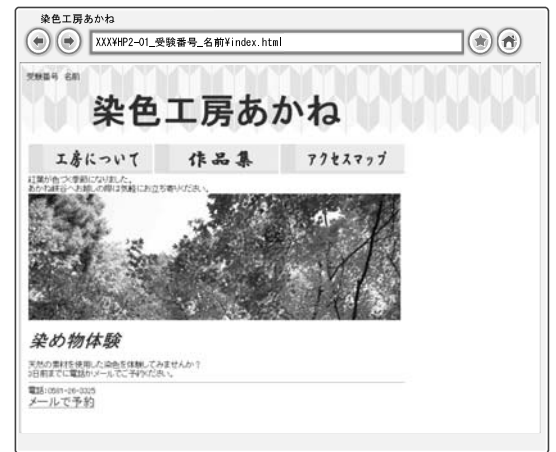 染色工房あかね
XXX¥HP2-01_受験番号_名前¥index.html
受験番号 名前
染色工房あかね
工房について
作品集
アクセスマップ
紅葉が色づく季節になりました。
あかね峡谷へお越しの際は気軽にお立ち寄りください。
染め物体験
天然の素材を使用した染色を体験してみませんか？
3日前までに電話かメールでご予約ください。
電話:0581-26-0325
メールで予約